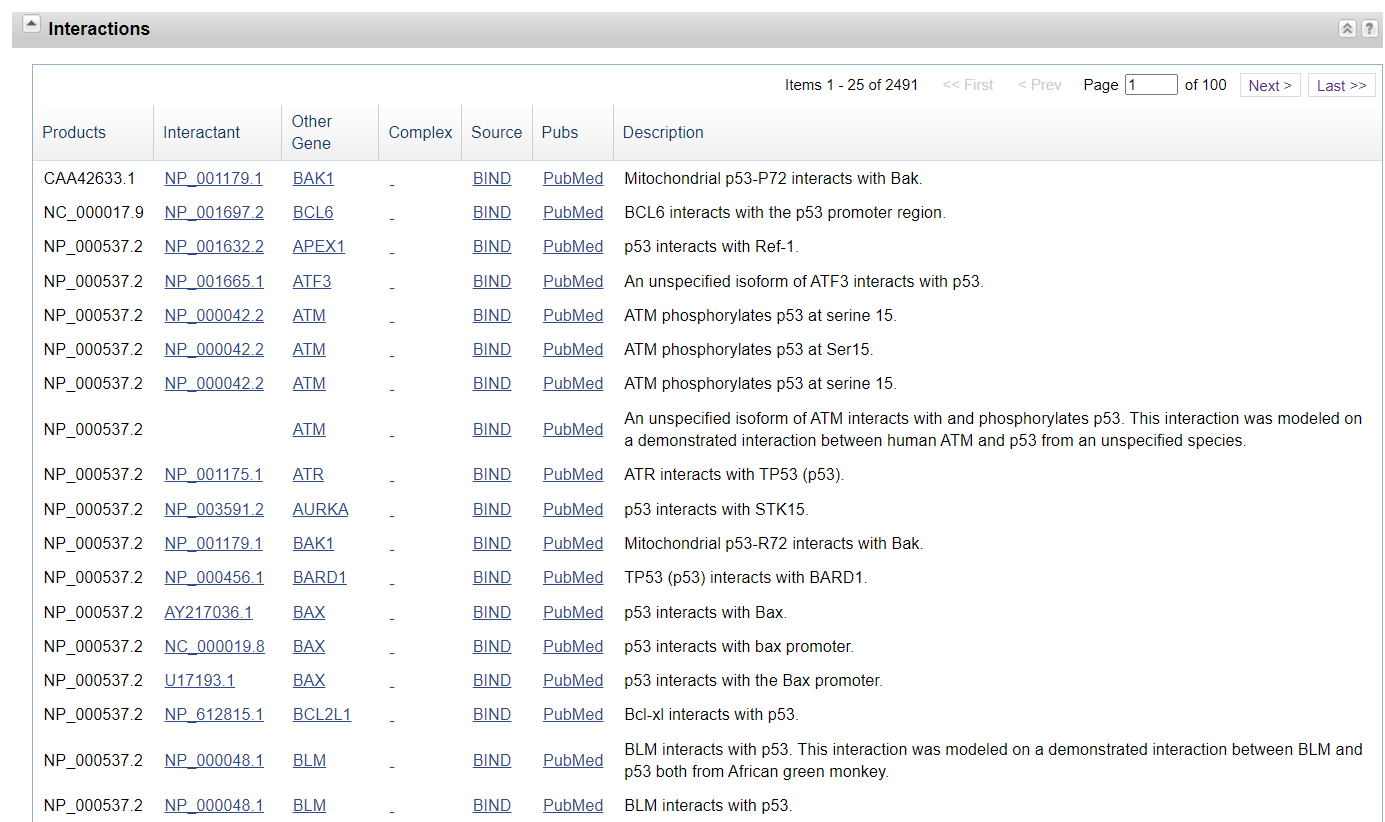 Interactions
Items 1 - 25 of 2491 << First < Prev Page 1 of 100 Next > Last >>
Products Interactant Other Gene Complex Source Pubs Description
CAA42633.1 NP_001179.1 BAK1 - BIND PubMed Mitochondrial p53-P72 interacts with Bak.
NC_000017.9 NP_001697.2 BCL6 - BIND PubMed BCL6 interacts with the p53 promoter region.
NP_000537.2 NP_001632.2 APEX1 - BIND PubMed p53 interacts with Ref-1.
NP_000537.2 NP_001665.1 ATF3 - BIND PubMed An unspecified isoform of ATF3 interacts with p53.
NP_000537.2 NP_000042.2 ATM - BIND PubMed ATM phosphorylates p53 at serine 15.
NP_000537.2 NP_000042.2 ATM - BIND PubMed ATM phosphorylates p53 at Ser15.
NP_000537.2 NP_000042.2 ATM - BIND PubMed ATM phosphorylates p53 at serine 15.
NP_000537.2 ATM - BIND PubMed An unspecified isoform of ATM interacts with and phosphorylates p53. This interaction was modeled on
a demonstrated interaction between human ATM and p53 from an unspecified species.
NP_000537.2 NP_001175.1 ATR - BIND PubMed ATR interacts with TP53 (p53).
NP_000537.2 NP_003591.2 AURKA - BIND PubMed p53 interacts with STK15.
NP_000537.2 NP_001179.1 BAK1 - BIND PubMed Mitochondrial p53-R72 interacts with Bak.
NP_000537.2 NP_000456.1 BARD1 - BIND PubMed TP53 (p53) interacts with BARD1.
NP_000537.2 AY217036.1 BAX - BIND PubMed p53 interacts with Bax.
NP_000537.2 NC_000019.8 BAX - BIND PubMed p53 interacts with bax promoter.
NP_000537.2 U17193.1 BAX - BIND PubMed p53 interacts with the Bax promoter.
NP_000537.2 NP_612815.1 BCL2L1 - BIND PubMed Bcl-xl interacts with p53.
NP_000537.2 NP_000048.1 BLM - BIND PubMed BLM interacts with p53. This interaction was modeled on a demonstrated interaction between BLM and
p53 both from African green monkey.
NP_000537.2 NP_000048.1 BLM - BIND PubMed BLM interacts with p53.